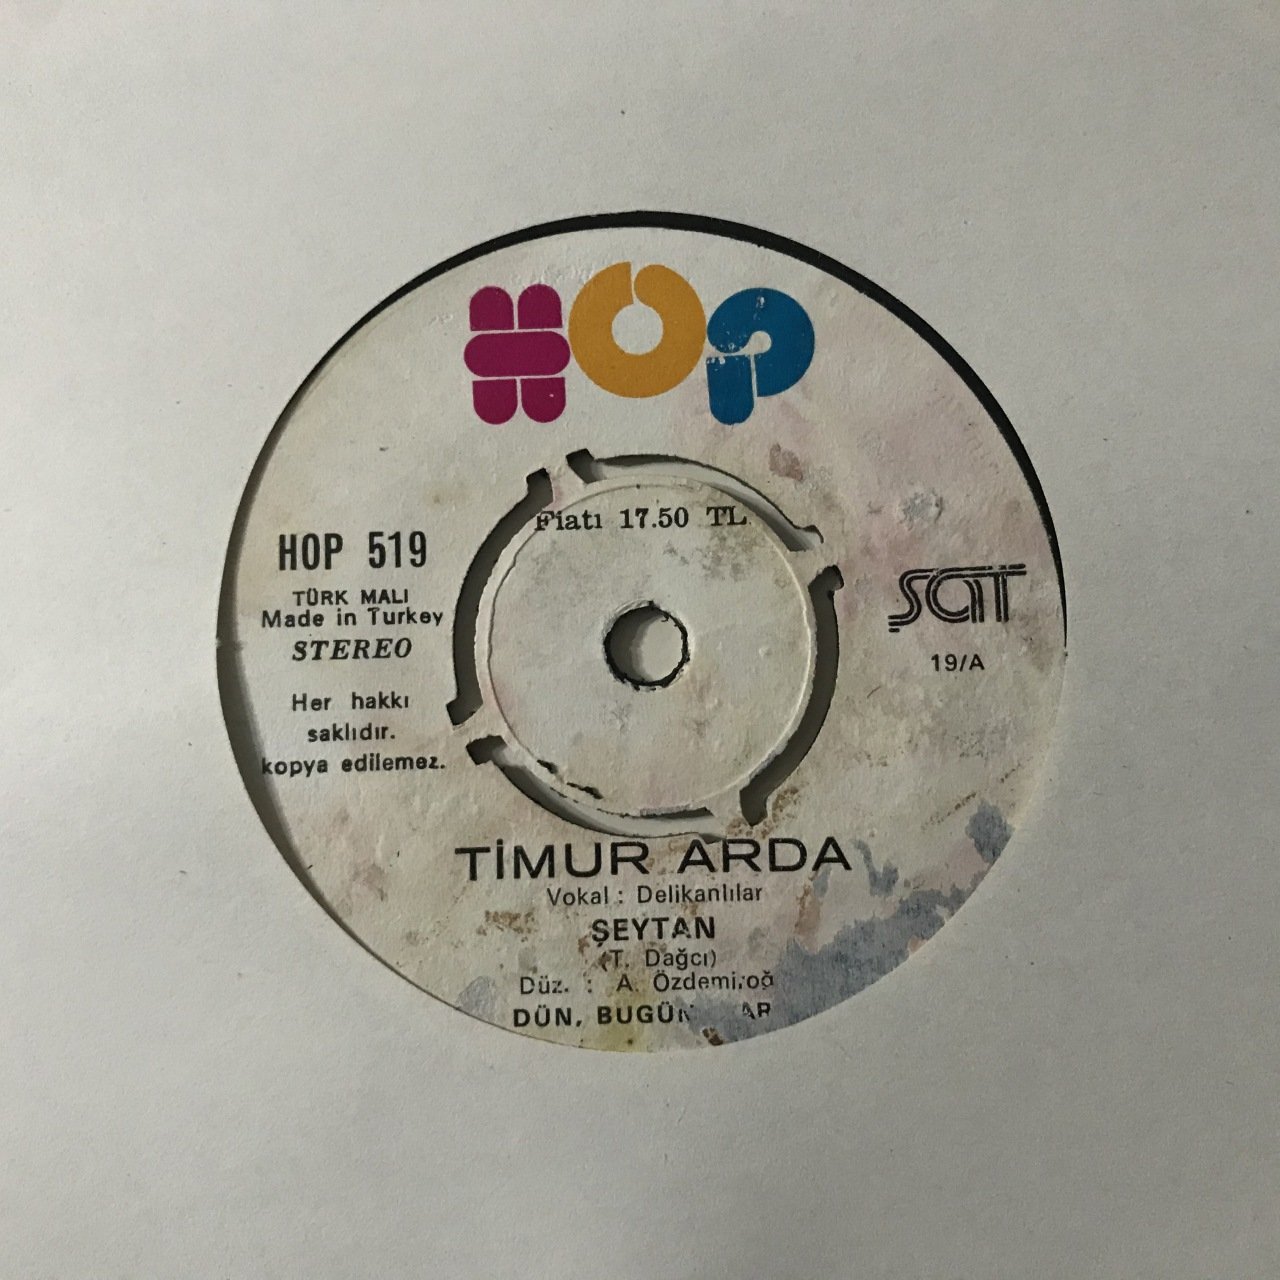 HOP
Fiatı 17.50 TL
HOP 519
TÜRK MALI
Made in Turkey
STEREO
Her hakkı
saklıdır.
kopya edilemez.
SAT
19/A
TİMUR ARDA
Vokal : Delikanlılar
ŞEYTAN
(T. Dağcı)
Düz. : A. Özdemiroğ
DÜN, BUGÜN